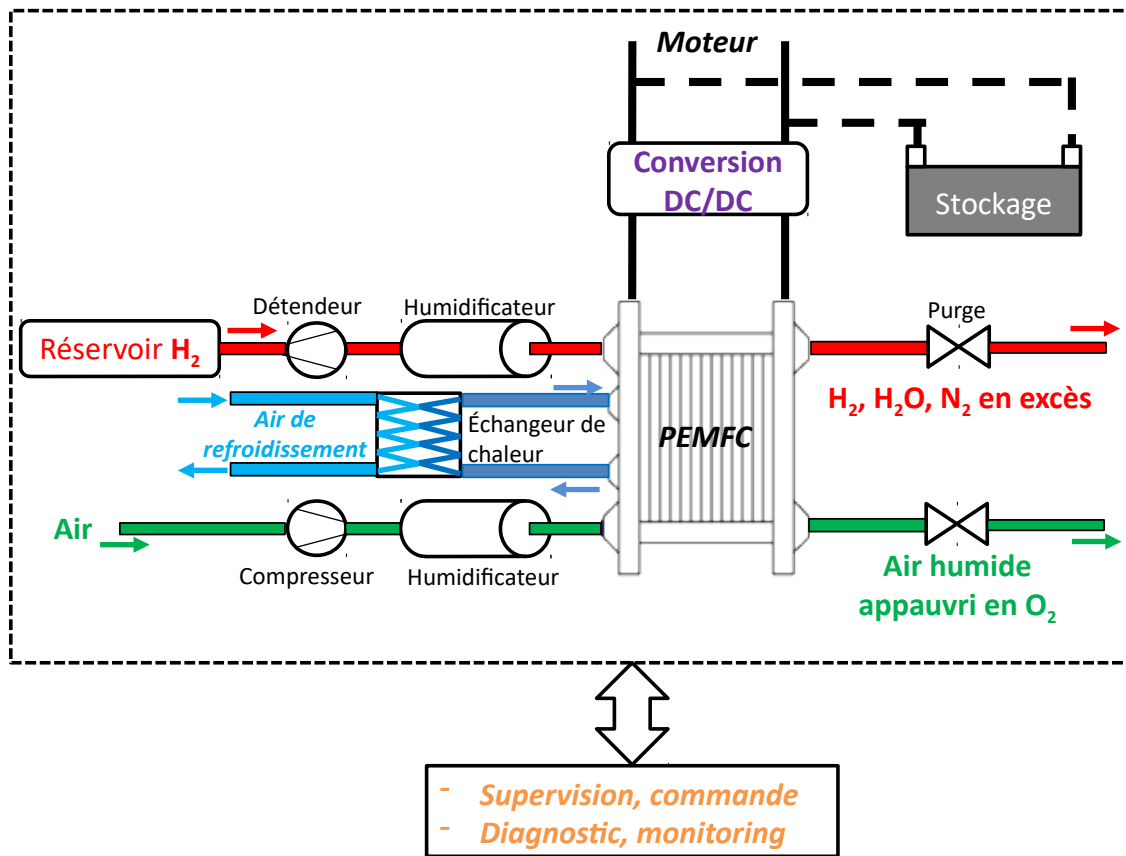 Moteur
Conversion
DC/DC
Stockage
Détendeur
Humidificateur
Purge
Réservoir H₂
H₂, H₂O, N₂ en excès
Air de
refroidissement
Échangeur de
chaleur
PEMFC
Air
Compresseur
Humidificateur
Air humide
appauvri en O₂
- Supervision, commande
- Diagnostic, monitoring